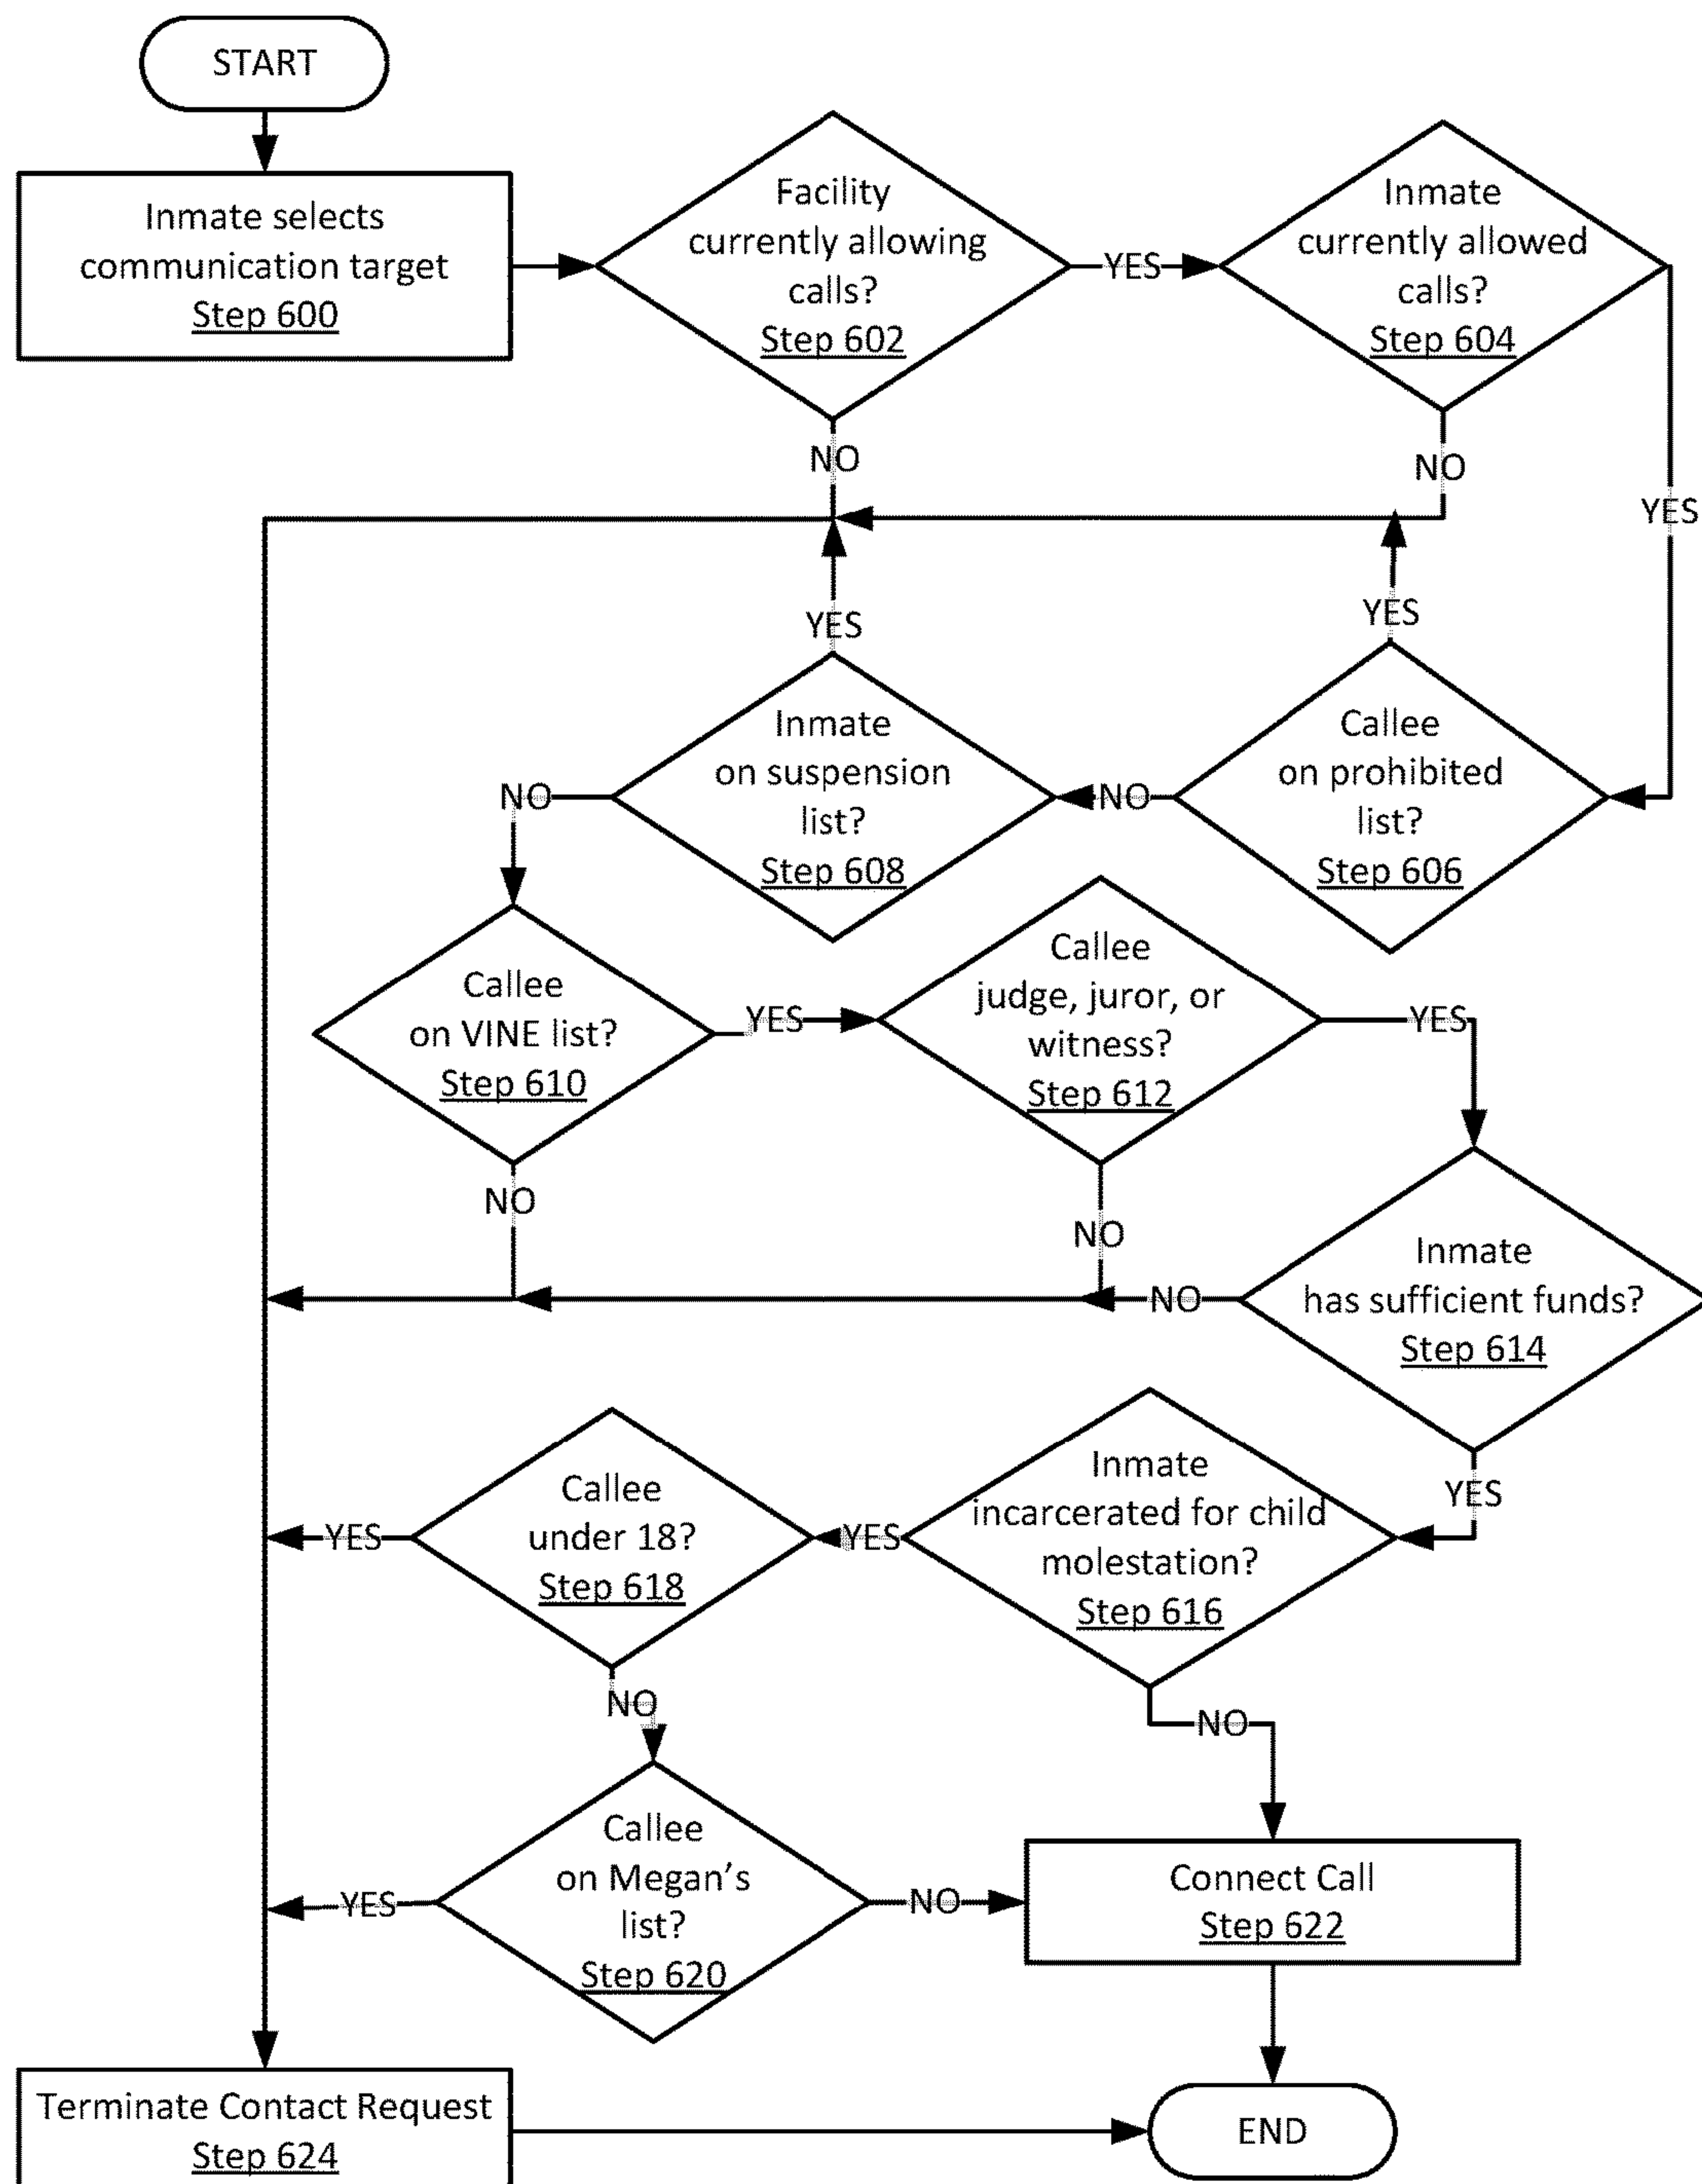 START
Inmate selects
communication target
Step 600
Facility
currently allowing
calls?
Step 602
YES
Inmate
currently allowed
calls?
Step 604
NO
NO
YES
YES
YES
Inmate
on suspension
list?
Step 608
NO
Callee
on prohibited
list?
Step 606
NO
Callee
on VINE list?
Step 610
YES
Callee
judge, juror, or
witness?
Step 612
YES
NO
NO
Inmate
has sufficient funds?
Step 614
NO
YES
Inmate
incarcerated for child
molestation?
Step 616
YES
Callee
under 18?
Step 618
YES
NO
NO
Callee
on Megan's
list?
Step 620
YES
NO
Connect Call
Step 622
Terminate Contact Request
Step 624
END